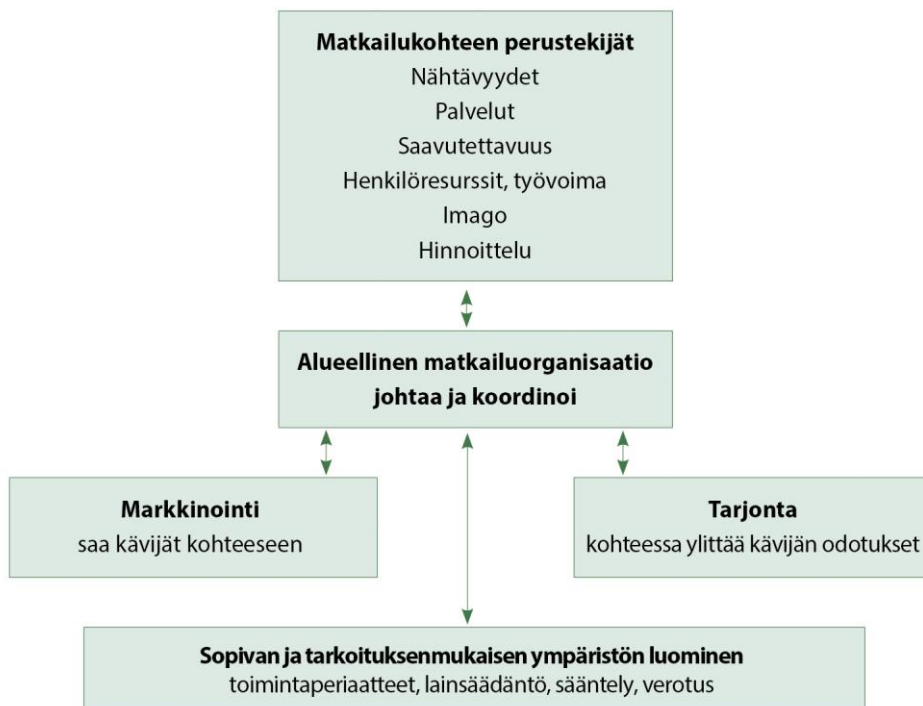 Matkailukohteen perustekijät
Nähtävyydet
Palvelut
Saavutettavuus
Henkilöresurssit, työvoima
Imago
Hinnoittelu
Alueellinen matkailuorganisaatio
johtaa ja koordinoi
Markkinointi
saa kävijät kohteeseen
Tarjonta
kohteessa ylittää kävijän odotukset
Sopivan ja tarkoituksenmukaisen ympäristön luominen
toimintaperiaatteet, lainsäädäntö, sääntely, verotus